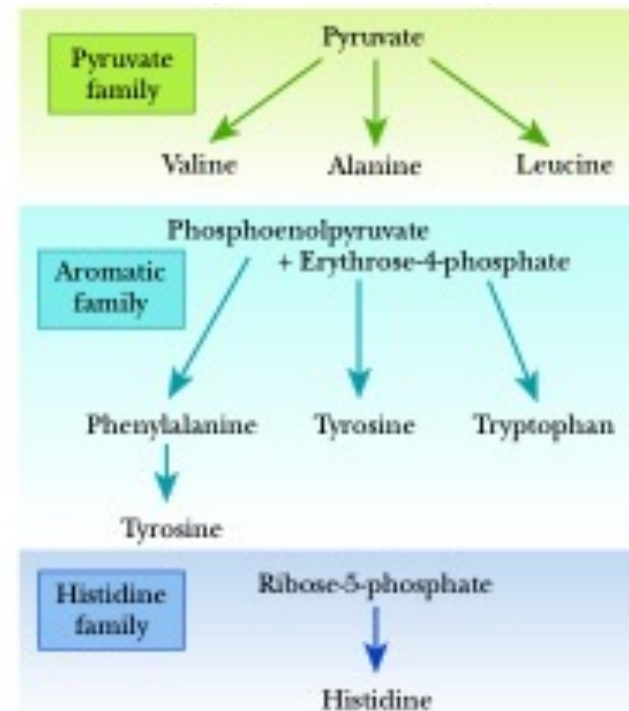 Pyruvate
family
Pyruvate
Valine Alanine Leucine
Phosphoenolpyruvate
+ Erythrose-4-phosphate
Aromatic
family
Phenylalanine Tyrosine Tryptophan
Tyrosine
Histidine
family
Ribose-5-phosphate
Histidine